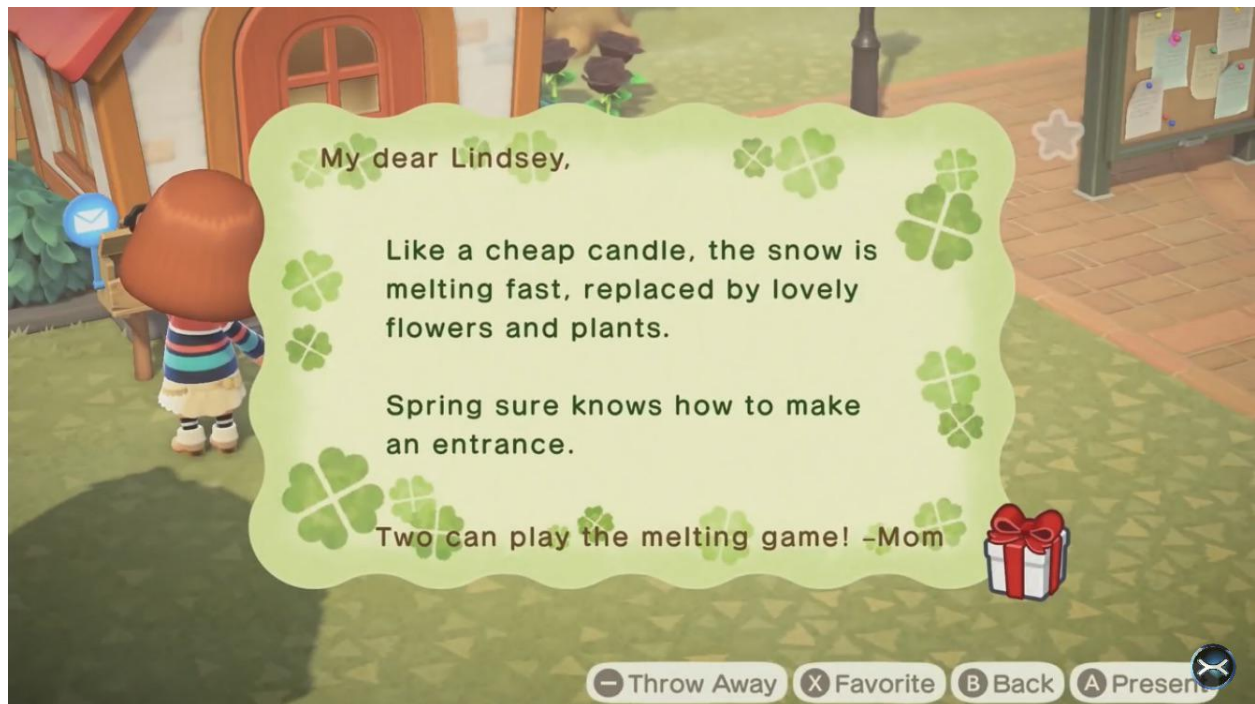 My dear Lindsey,
Like a cheap candle, the snow is
melting fast, replaced by lovely
flowers and plants.
Spring sure knows how to make
an entrance.
Two can play the melting game! –Mom
− Throw Away X Favorite B Back A Present